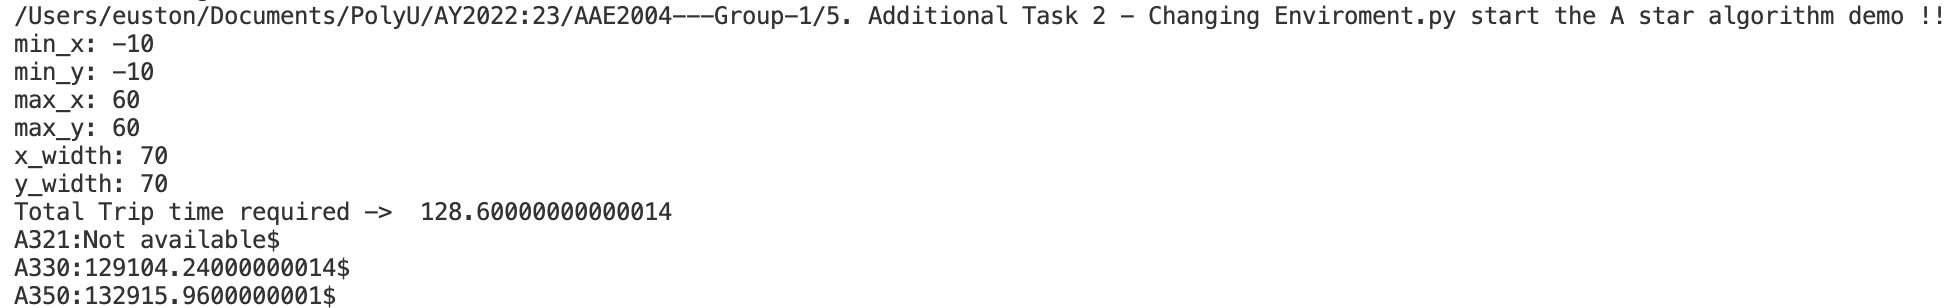 /Users/euston/Documents/PolyU/AY2022:23/AAE2004---Group-1/5. Additional Task 2 - Changing Enviroment.py start the A star algorithm demo !!
min_x: -10
min_y: -10
max_x: 60
max_y: 60
x_width: 70
y_width: 70
Total Trip time required ->  128.60000000000014
A321:Not available$
A330:129104.24000000014$
A350:132915.9600000001$